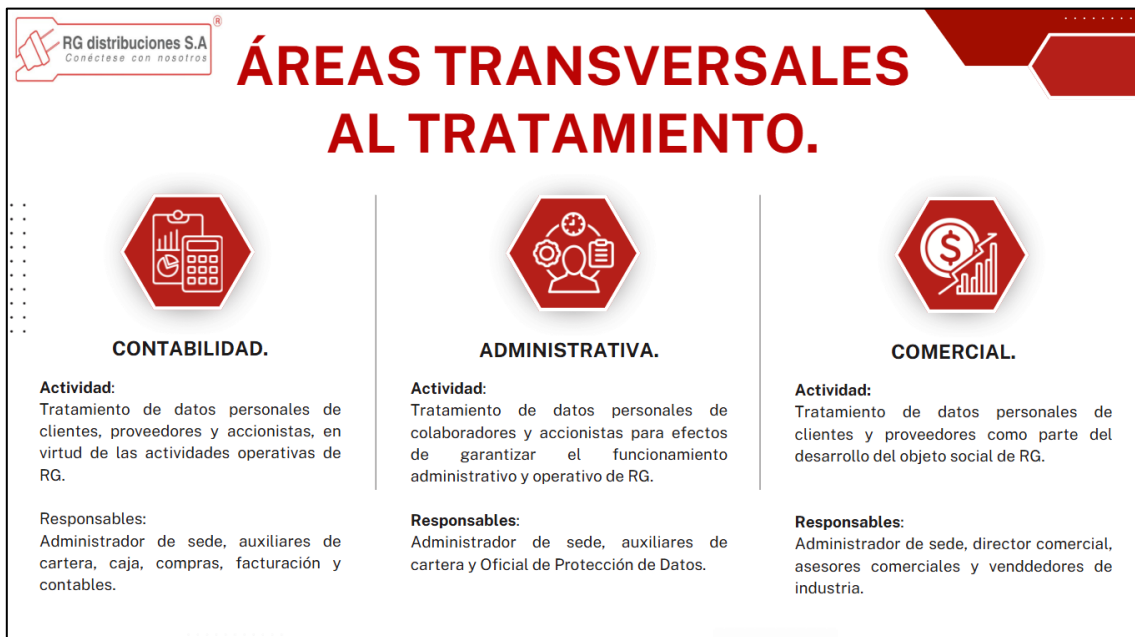 RG distribuciones S.A
®
Conéctese con nosotros
ÁREAS TRANSVERSALES
AL TRATAMIENTO.
CONTABILIDAD.
Actividad:
Tratamiento de datos personales de
clientes, proveedores y accionistas, en
virtud de las actividades operativas de
RG.
Responsables:
Administrador de sede, auxiliares de
cartera, caja, compras, facturación y
contables.
ADMINISTRATIVA.
Actividad:
Tratamiento de datos personales de
colaboradores y accionistas para efectos
de garantizar el funcionamiento
administrativo y operativo de RG.
Responsables:
Administrador de sede, auxiliares de
cartera y Oficial de Protección de Datos.
COMERCIAL.
Actividad:
Tratamiento de datos personales de
clientes y proveedores como parte del
desarrollo del objeto social de RG.
Responsables:
Administrador de sede, director comercial,
asesores comerciales y venddedores de
industria.